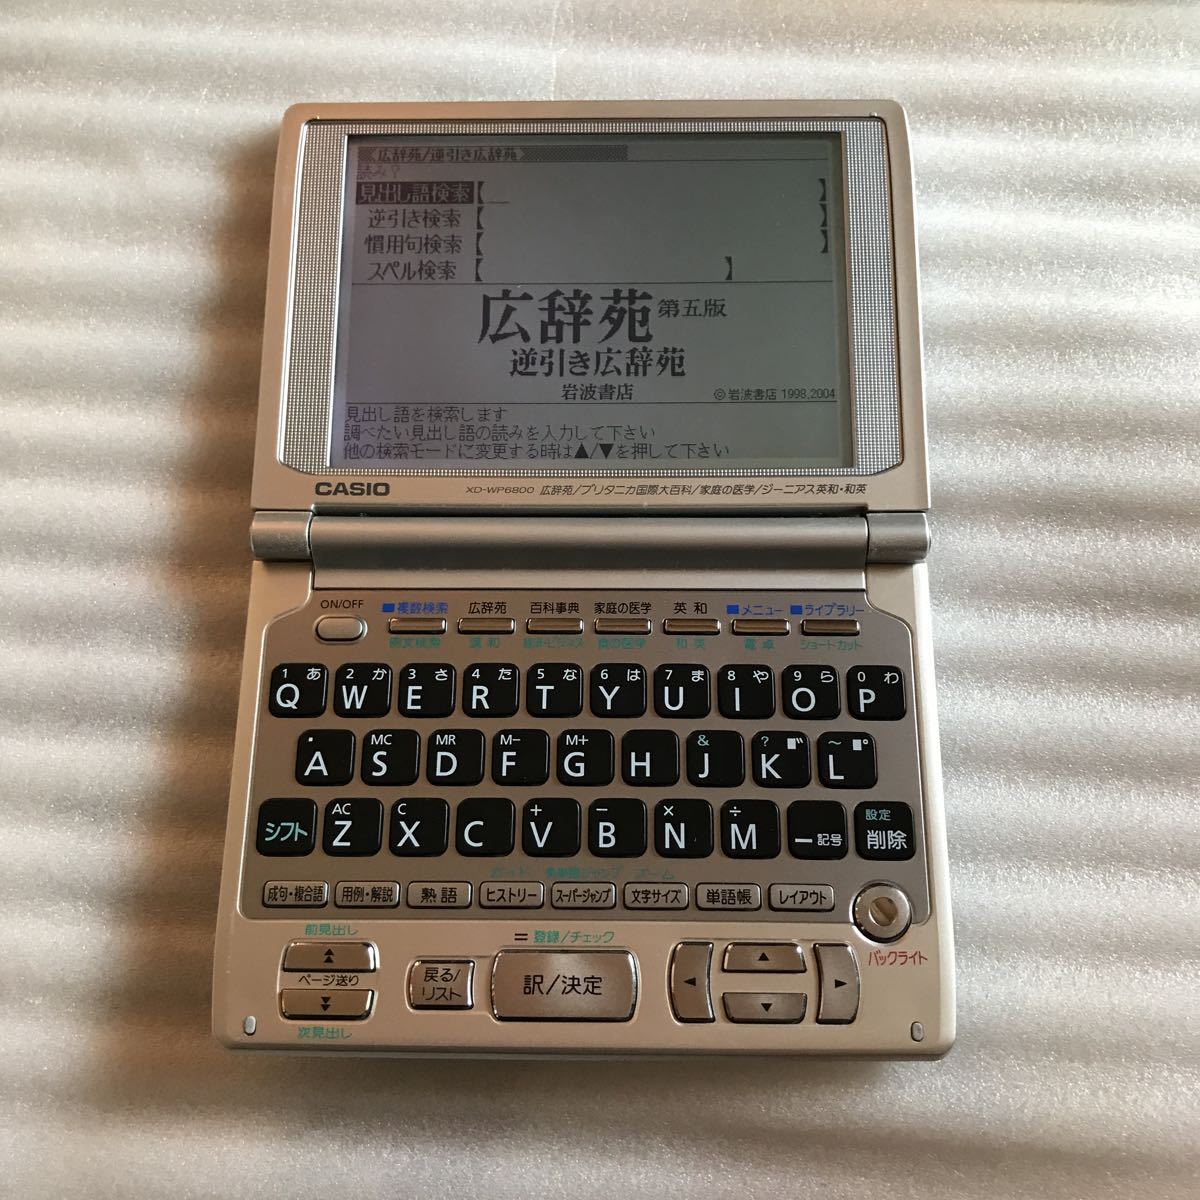 広辞苑/逆引き広辞苑
読み?
見出し語検索【 】
逆引き検索【 】
慣用句検索【 】
スペル検索【 】
広辞苑 第五版
逆引き広辞苑
岩波書店 ©岩波書店 1998,2004
見出し語を検索します
調べたい見出し語の読みを入力して下さい
他の検索モードに変更する時は▲/▼を押して下さい
CASIO XD-WP6800 広辞苑/ブリタニカ国際大百科/家庭の医学/ジーニアス英和・和英
ON/OFF 複数検索 広辞苑 百科事典 家庭の医学 英和 メニュー ライブラリー
例文検索 漢和 経済・ビジネス 和英 電卓 ショートカット
1 あ 2 か 3 さ 4 た 5 な 6 は 7 ま 8 や 9 ら 0 わ
Q W E R T Y U I O P
MC MR M- M+ & ? ~
A S D F G H J K L
AC C + − × ÷ 設定
シフト Z X C V B N M ー記号 削除
ガイド ズーム
成句・複合語 用例・解説 熟語 ヒストリー スーパージャンプ 文字サイズ 単語帳 レイアウト
バックライト
前見出し
ページ送り
次見出し
戻る/
リスト
= 登録/チェック
訳/決定